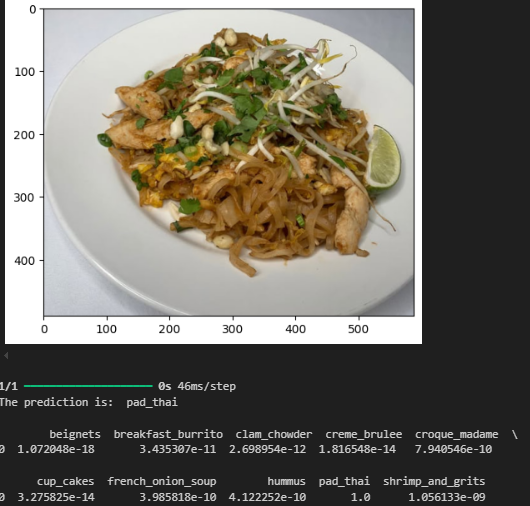 0
100
200
300
400
0 100 200 300 400 500
1/1 ━━━━━━━━━━━━━━━━━━━━ 0s 46ms/step
The prediction is:  pad_thai
beignets  breakfast_burrito  clam_chowder  creme_brulee  croque_madame  \
0  1.072048e-18  3.435307e-11  2.698954e-12  1.816548e-14  7.940546e-10
cup_cakes  french_onion_soup  hummus  pad_thai  shrimp_and_grits
0  3.275825e-14  3.985818e-10  4.122252e-10  1.0  1.056133e-09